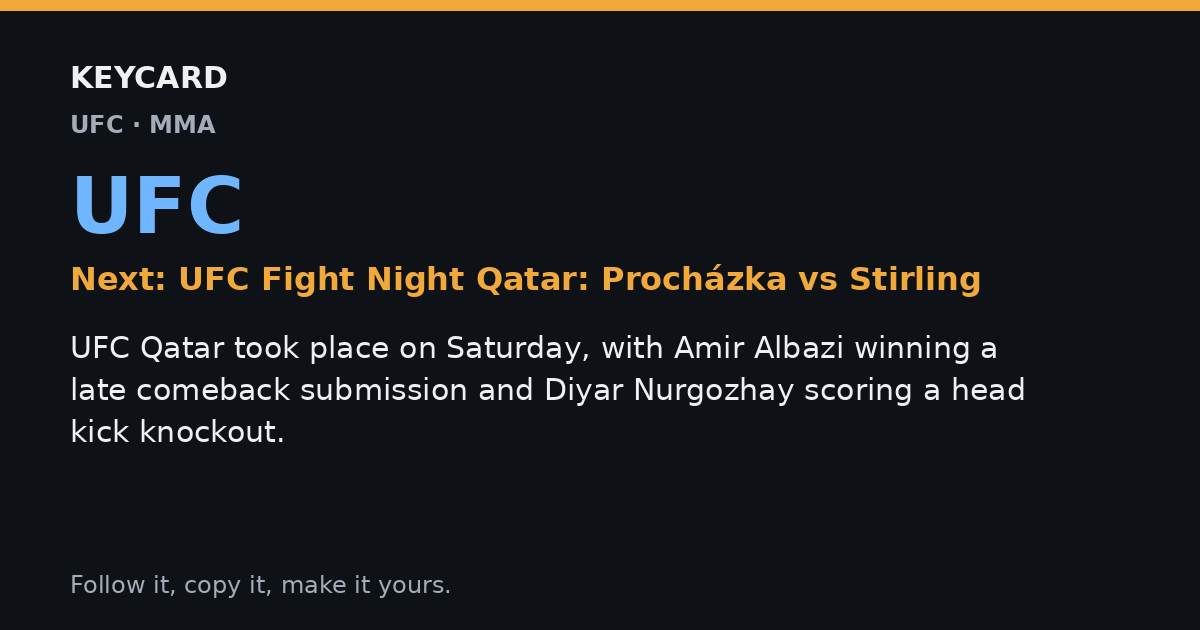 KEYCARD
UFC · MMA
UFC
Next: UFC Fight Night Qatar: Procházka vs Stirling
UFC Qatar took place on Saturday, with Amir Albazi winning a
late comeback submission and Diyar Nurgozhay scoring a head
kick knockout.
Follow it, copy it, make it yours.